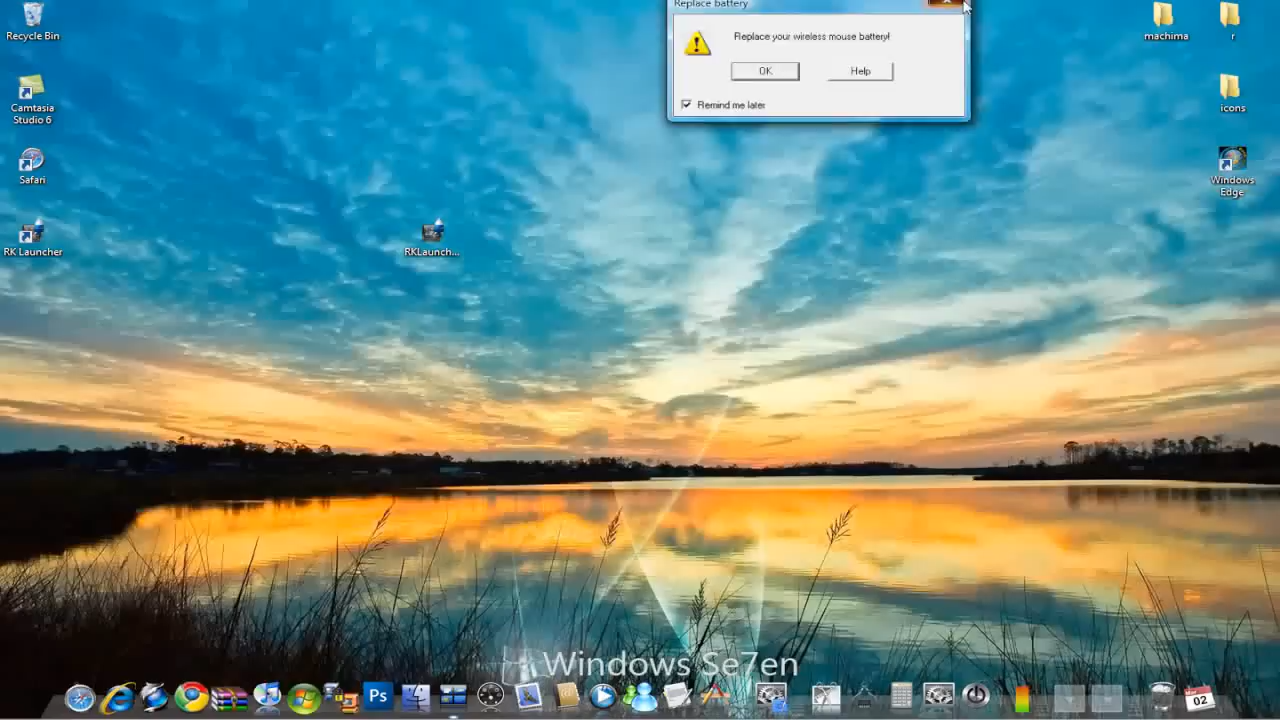 Replace battery
Replace your wireless mouse battery!
OK
Help
Remind me later
Recycle Bin
Camtasia
Studio 6
Safari
RK Launcher
RKLaunch...
machima
r
icons
Windows
Edge
Windows Se7en
Ps
02